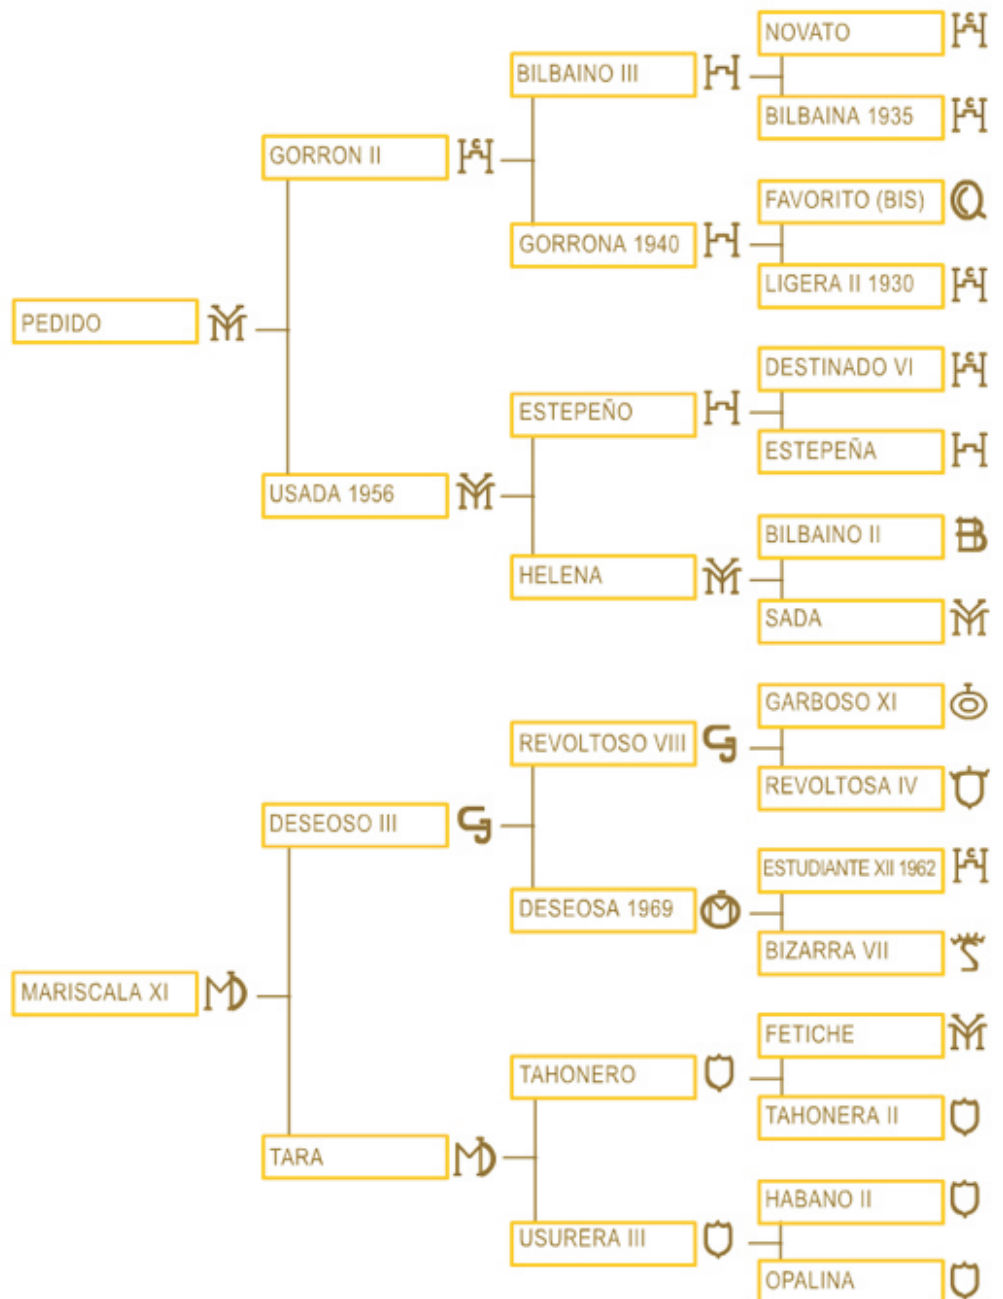 NOVATO
BILBAINO III
BILBAINA 1935
GORRON II
FAVORITO (BIS)
GORRONA 1940
LIGERA II 1930
PEDIDO
DESTINADO VI
ESTEPEÑO
ESTEPEÑA
USADA 1956
BILBAINO II
HELENA
SADA
GARBOSO XI
REVOLTOSO VIII
REVOLTOSA IV
DESEOSO III
ESTUDIANTE XII 1962
DESEOSA 1969
BIZARRA VII
MARISCALA XI
FETICHE
TAHONERO
TAHONERA II
TARA
HABANO II
USURERA III
OPALINA